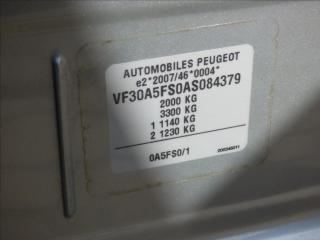 AUTOMOBILES PEUGEOT
e2*2007/46*0004*
VF30A5FS0AS084379
2000 KG
3300 KG
1 1140 KG
2 1230 KG
0A5FS0/1